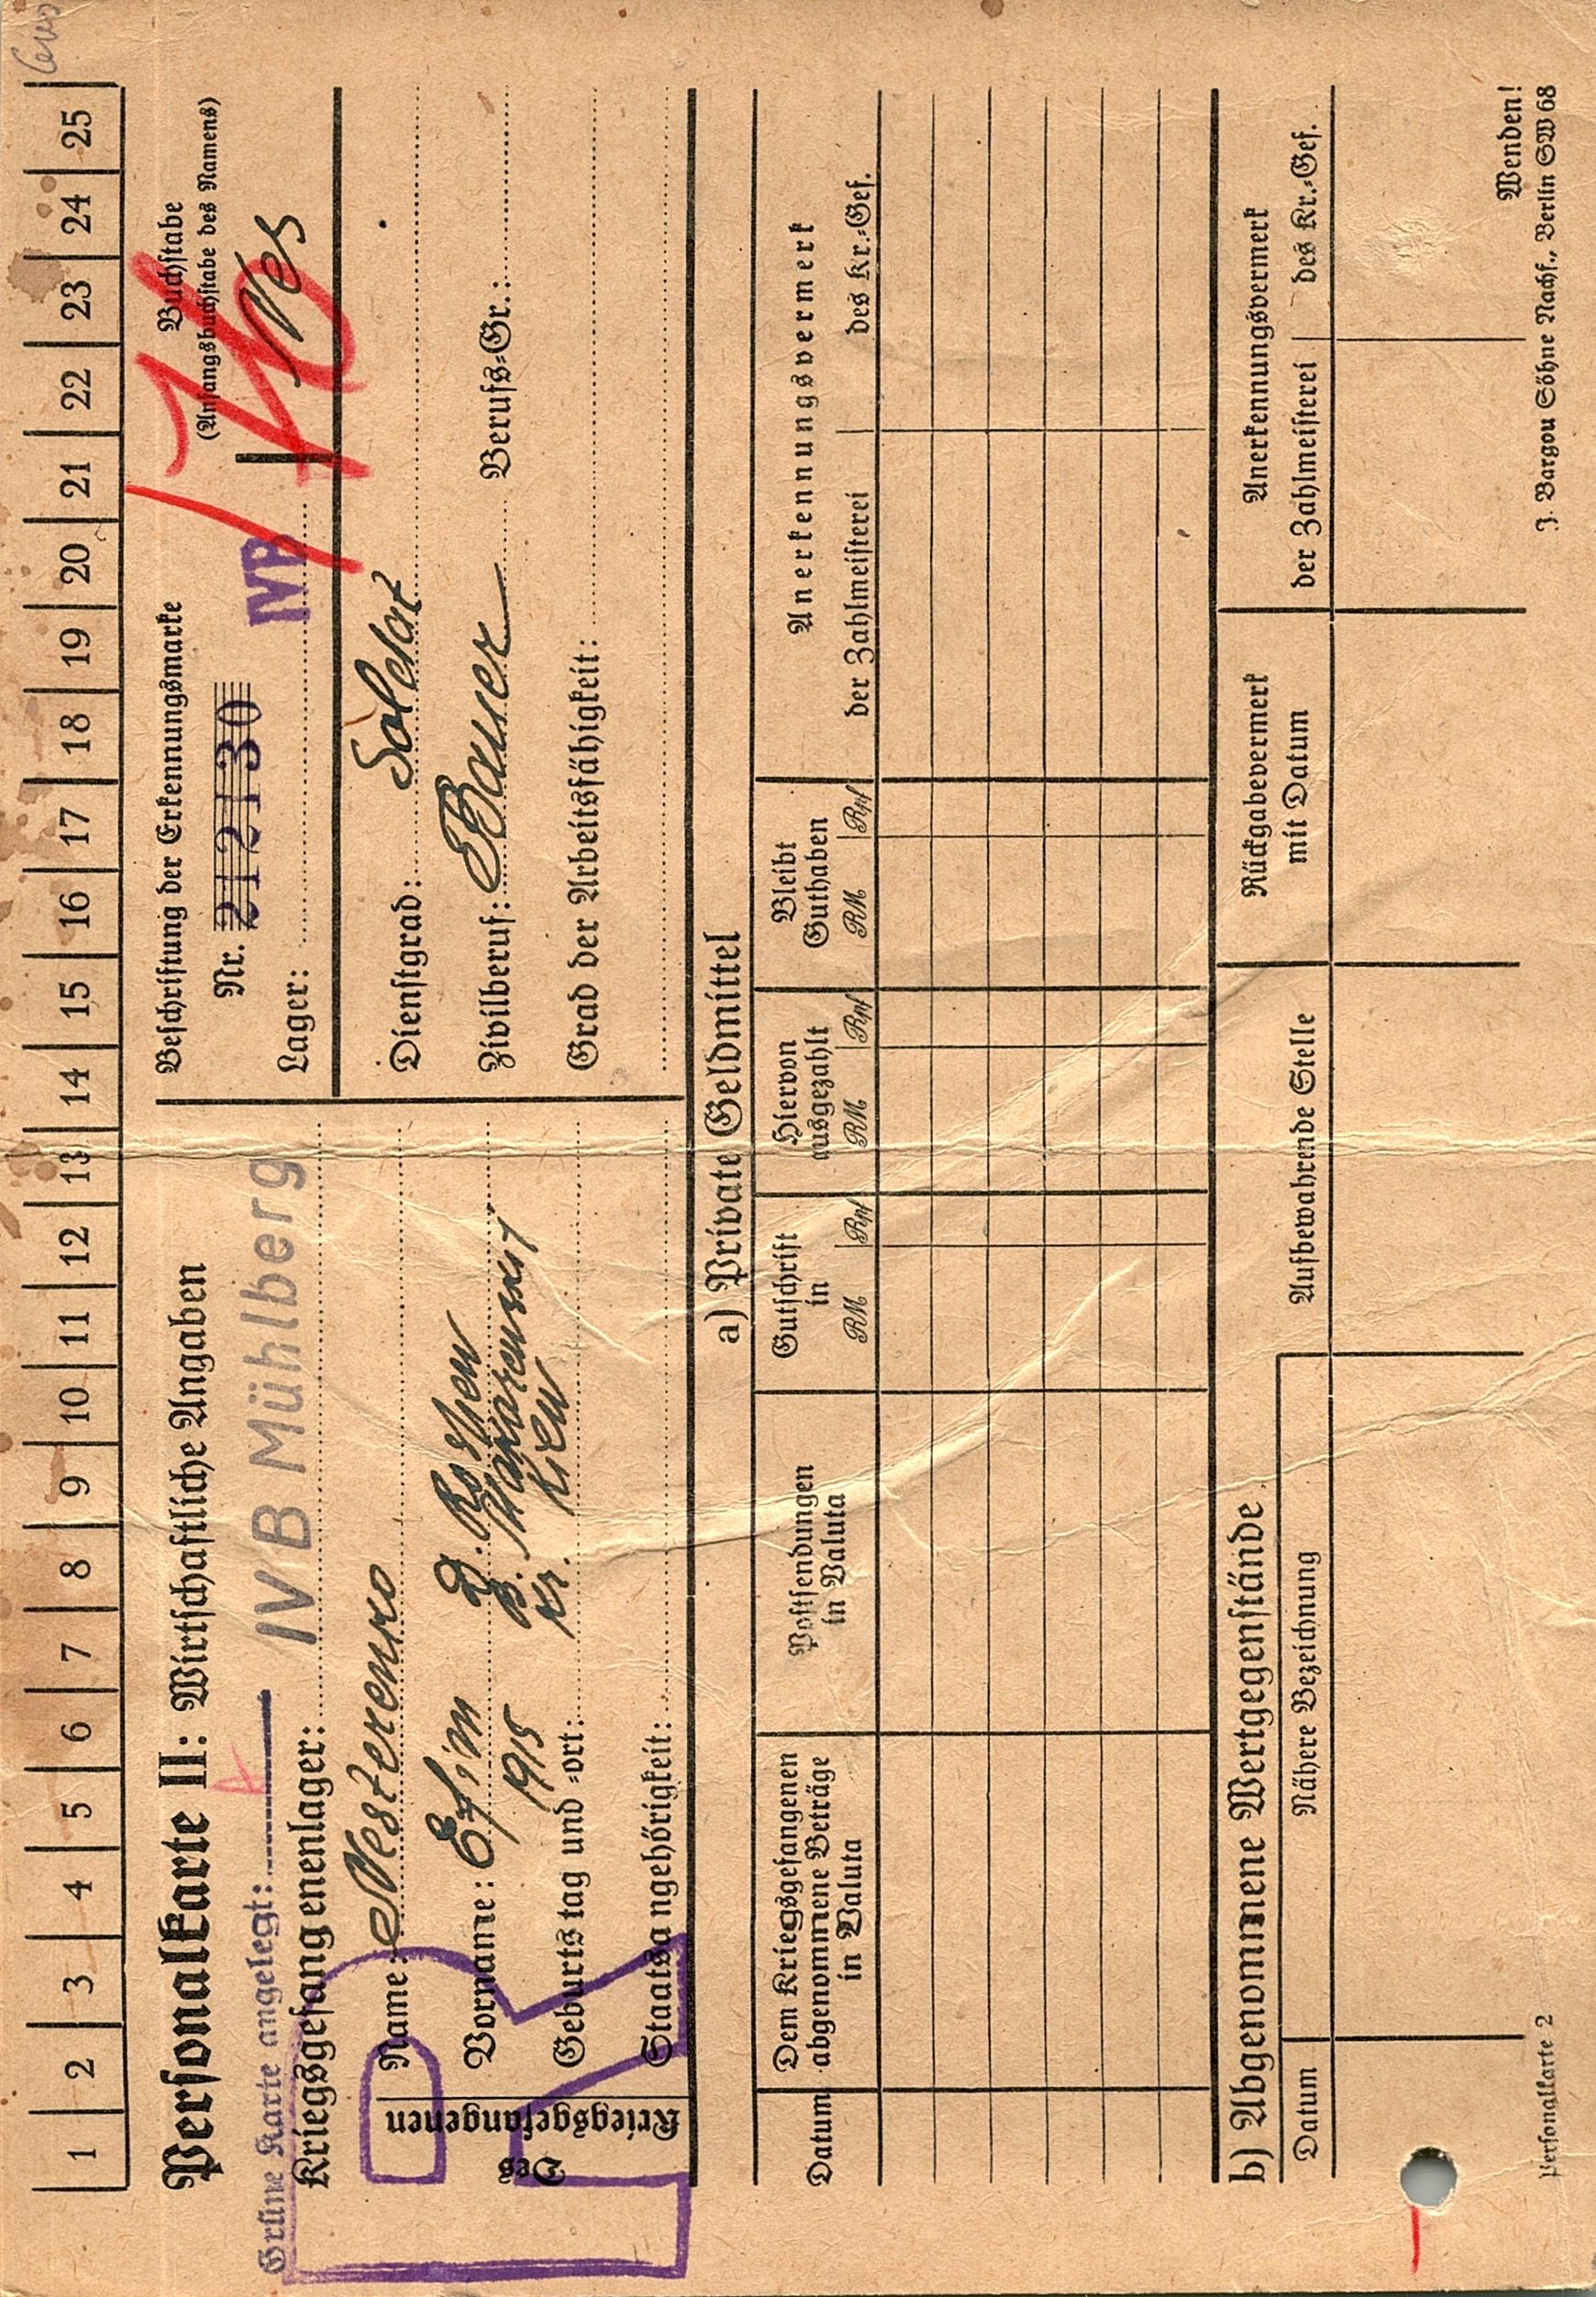 1 2 3 4 5 6 7 8 9 10 11 12 13 14 15 16 17 18 19 20 21 22 23 24 25
Personalkarte II: Wirtschaftliche Angaben
Grüne Karte angelegt:
Kriegsgefangenenlager: IV B Mühlberg
Beschriftung der Erkennungsmarke
Nr. 212130
Lager: IVB
Buchstabe
(Anfangsbuchstabe des Namens)
Nes
Des Kriegsgefangenen
Name: Nesterenko
Vorname: Efim
Geburtstag und -ort: 1915
B. Makarewski
Kr. Kiew
Staatsangehörigkeit:
Dienstgrad: Soldat
Zivilberuf: Bauer Berufs-Gr.:
Grad der Arbeitsfähigkeit:
a) Private Geldmittel
Datum
Dem Kriegsgefangenen abgenommene Beträge in Valuta
Postsendungen in Valuta
Gutschrift in
RM Rpf
Hiervon ausgezahlt
RM Rpf
Bleibt Guthaben
RM Rpf
Anerkennungsvermerk
der Zahlmeisterei des Kr.-Gef.
b) Abgenommene Wertgegenstände
Datum
Nähere Bezeichnung
Aufbewahrende Stelle
Rückgabevermerk mit Datum
Anerkennungsvermerk
der Zahlmeisterei des Kr.-Gef.
Wenden!
Personalkarte 2
J. Bargou Söhne Nachf., Berlin SW 68